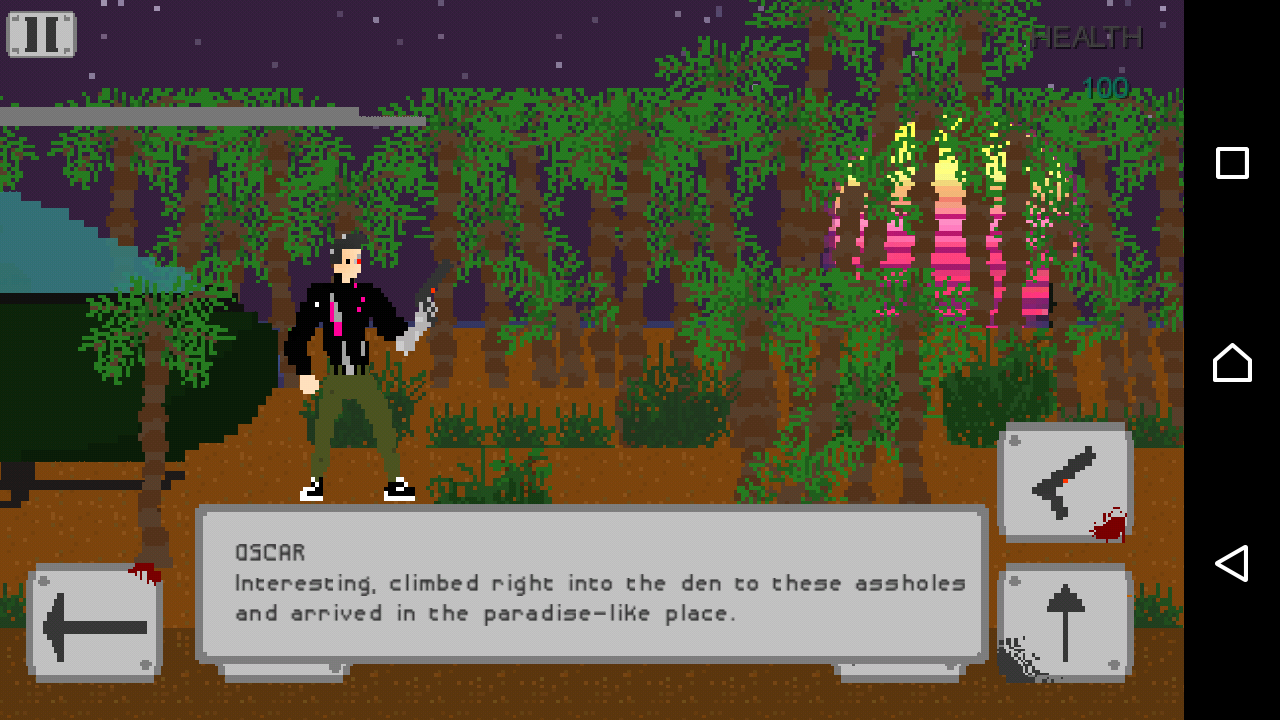 HEALTH
100
OSCAR
Interesting, climbed right into the den to these assholes
and arrived in the paradise-like place.